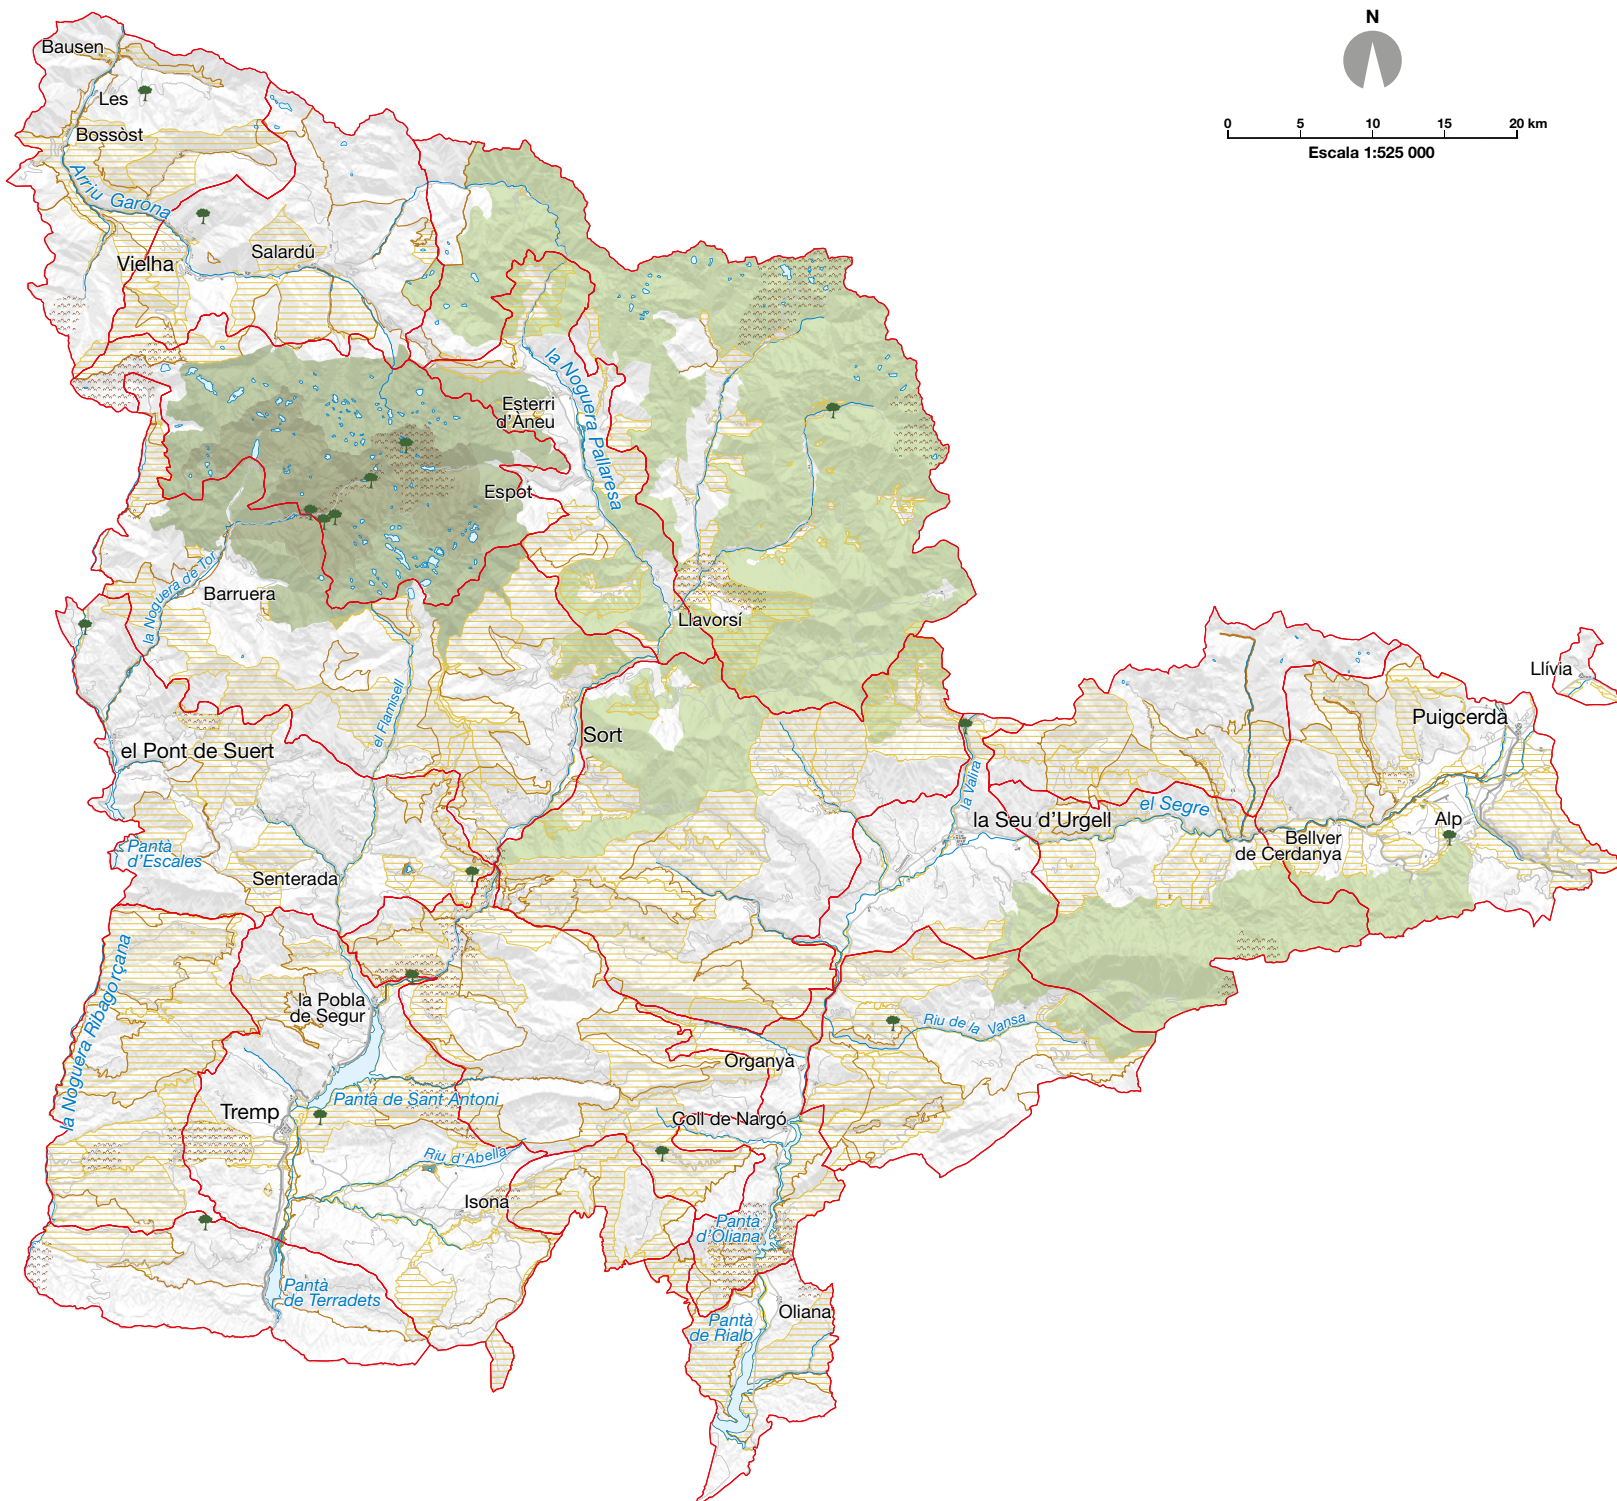 N
0 5 10 15 20 km
Escala 1:525 000
Bausen
Les
Bossòst
Arriu Garona
Vielha
Salardú
la Noguera Pallaresa
Esterri
d'Àneu
Espot
la Noguera de Tor
Barruera
Llavorsí
Llívia
el Flamisell
Sort
Puigcerdà
el Pont de Suert
la Valira
el Segre
la Seu d'Urgell
Alp
Bellver
de Cerdanya
Pantà
d'Escales
Senterada
la Noguera Ribagorçana
la Pobla
de Segur
Riu de la Vansa
Organyà
Pantà de Sant Antoni
Tremp
Coll de Nargó
Riu d'Abella
Isona
Pantà
d'Oliana
Pantà
de Terradets
Oliana
Pantà
de Rialb